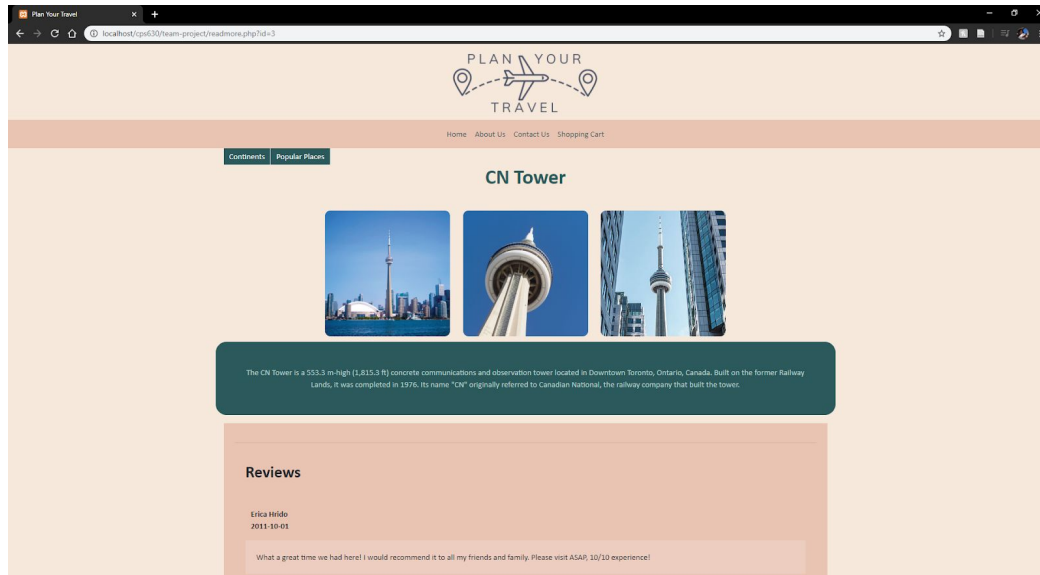 Plan Your Travel
localhost/cps630/team-project/readmore.php?id=3
PLAN YOUR
TRAVEL
Home About Us Contact Us Shopping Cart
Continents Popular Places
CN Tower
The CN Tower is a 553.3 m-high (1,815.3 ft) concrete communications and observation tower located in Downtown Toronto, Ontario, Canada. Built on the former Railway
Lands, it was completed in 1976. Its name "CN" originally referred to Canadian National, the railway company that built the tower.
Reviews
Erica Hrido
2011-10-01
What a great time we had here! I would recommend it to all my friends and family. Please visit ASAP, 10/10 experience!